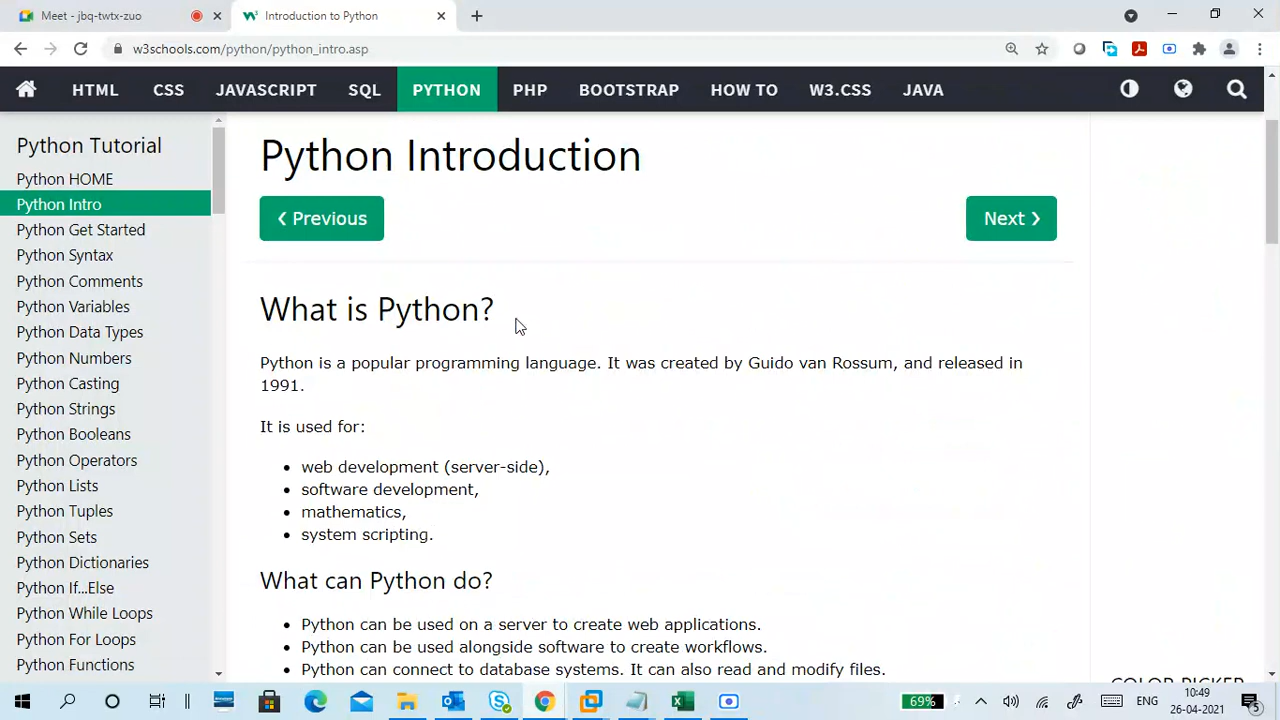 Meet - jbq-twtx-zuo
Introduction to Python
w3schools.com/python/python_intro.asp
HTML CSS JAVASCRIPT SQL PYTHON PHP BOOTSTRAP HOW TO W3.CSS JAVA
Python Tutorial
Python HOME
Python Intro
Python Get Started
Python Syntax
Python Comments
Python Variables
Python Data Types
Python Numbers
Python Casting
Python Strings
Python Booleans
Python Operators
Python Lists
Python Tuples
Python Sets
Python Dictionaries
Python If...Else
Python While Loops
Python For Loops
Python Functions
Python Introduction
❮ Previous
Next ❯
What is Python?
Python is a popular programming language. It was created by Guido van Rossum, and released in
1991.
It is used for:
• web development (server-side),
• software development,
• mathematics,
• system scripting.
What can Python do?
• Python can be used on a server to create web applications.
• Python can be used alongside software to create workflows.
• Python can connect to database systems. It can also read and modify files.
COLOR PICKER
69%
ENG
10:49
26-04-2021
5